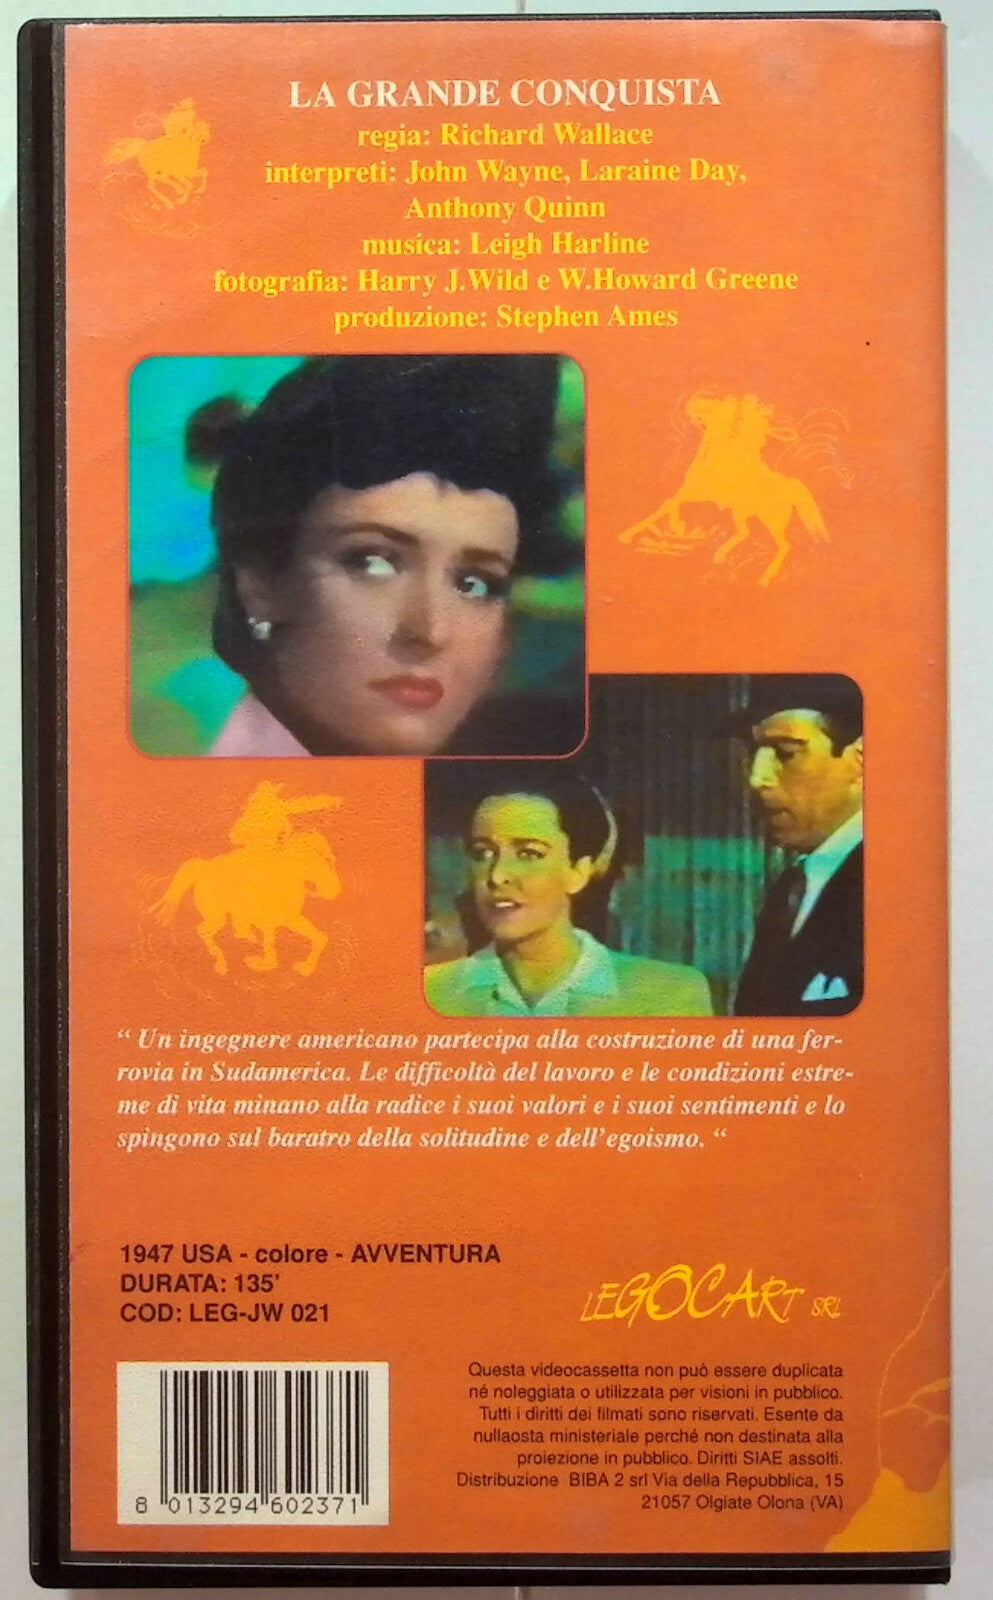 LA GRANDE CONQUISTA
regia: Richard Wallace
interpreti: John Wayne, Laraine Day,
Anthony Quinn
musica: Leigh Harline
fotografia: Harry J.Wild e W.Howard Greene
produzione: Stephen Ames
“ Un ingegnere americano partecipa alla costruzione di una fer-
rovia in Sudamerica. Le difficoltà del lavoro e le condizioni estre-
me di vita minano alla radice i suoi valori e i suoi sentimenti e lo
spingono sul baratro della solitudine e dell'egoismo. “
1947 USA - colore - AVVENTURA
DURATA: 135'
COD: LEG-JW 021
LEGOCART SRL
Questa videocassetta non può essere duplicata
né noleggiata o utilizzata per visioni in pubblico.
Tutti i diritti dei filmati sono riservati. Esente da
nullaosta ministeriale perché non destinata alla
proiezione in pubblico. Diritti SIAE assolti.
Distribuzione BIBA 2 srl Via della Repubblica, 15
21057 Olgiate Olona (VA)
8 013294 602371